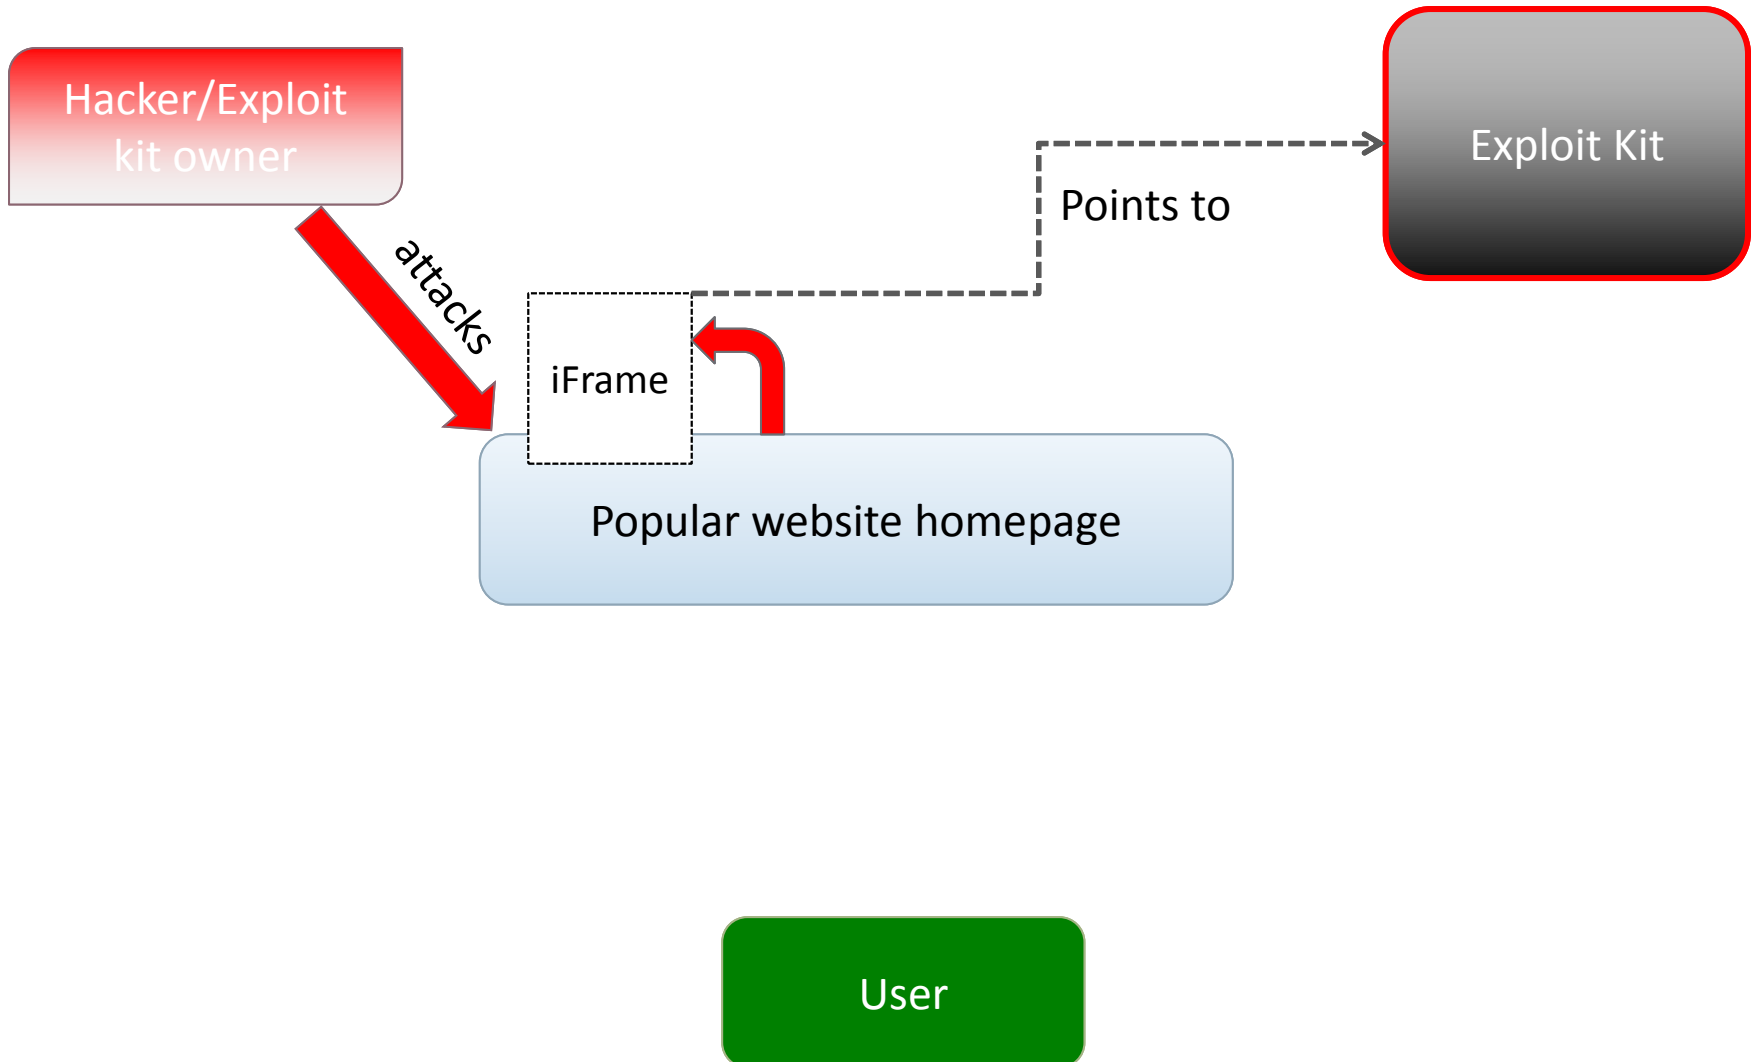 Hacker/Exploit
kit owner
Exploit Kit
Points to
attacks
iFrame
Popular website homepage
User